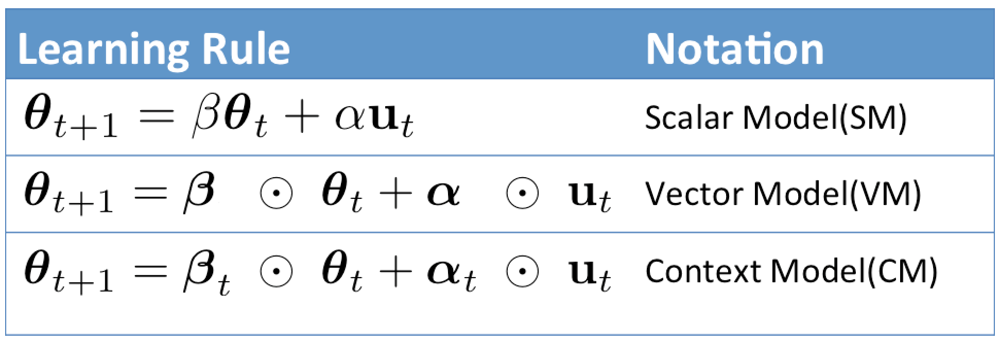 Learning Rule Notation
θ_{t+1} = βθ_t + αu_t Scalar Model(SM)
θ_{t+1} = β ⊙ θ_t + α ⊙ u_t Vector Model(VM)
θ_{t+1} = β_t ⊙ θ_t + α_t ⊙ u_t Context Model(CM)